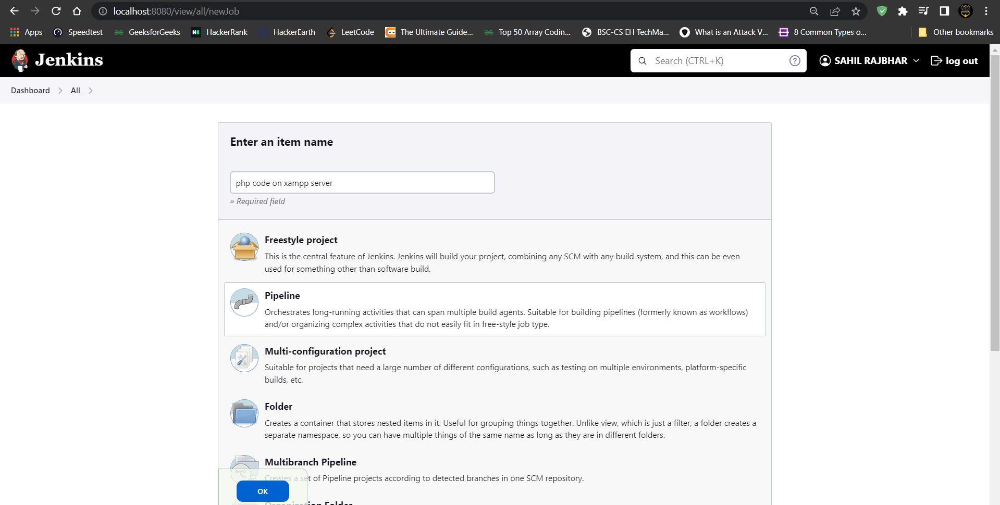 localhost:8080/view/all/newJob
Apps Speedtest GeeksforGeeks HackerRank HackerEarth LeetCode The Ultimate Guide... Top 50 Array Codin... BSC-CS EH TechMa... What is an Attack V... 8 Common Types o... Other bookmarks
Jenkins Search (CTRL+K) ? SAHIL RAJBHAR log out
Dashboard All
Enter an item name
php code on xampp server
» Required field
Freestyle project
This is the central feature of Jenkins. Jenkins will build your project, combining any SCM with any build system, and this can be even
used for something other than software build.
Pipeline
Orchestrates long-running activities that can span multiple build agents. Suitable for building pipelines (formerly known as workflows)
and/or organizing complex activities that do not easily fit in free-style job type.
Multi-configuration project
Suitable for projects that need a large number of different configurations, such as testing on multiple environments, platform-specific
builds, etc.
Folder
Creates a container that stores nested items in it. Useful for grouping things together. Unlike view, which is just a filter, a folder creates a
separate namespace, so you can have multiple things of the same name as long as they are in different folders.
Multibranch Pipeline
Creates a set of Pipeline projects according to detected branches in one SCM repository.
OK
Organization Folder